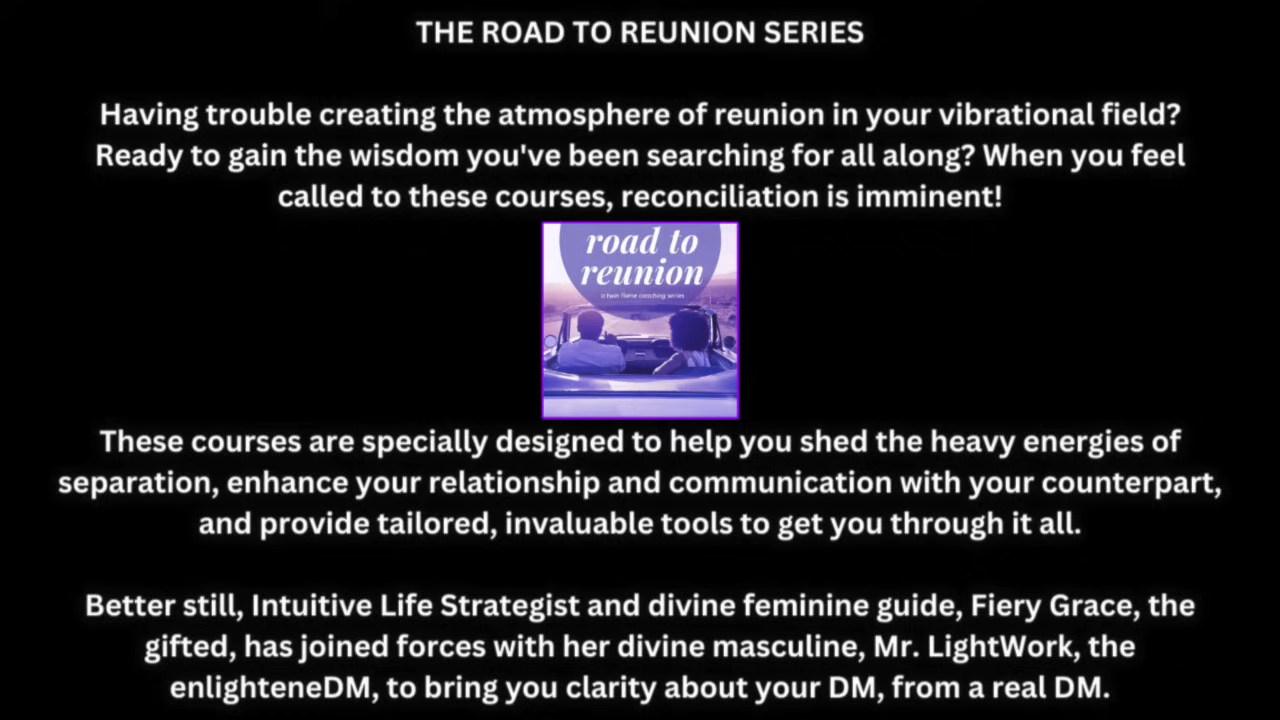 THE ROAD TO REUNION SERIES
Having trouble creating the atmosphere of reunion in your vibrational field?
Ready to gain the wisdom you've been searching for all along? When you feel
called to these courses, reconciliation is imminent!
road to
reunion
a twin flame coaching series
These courses are specially designed to help you shed the heavy energies of
separation, enhance your relationship and communication with your counterpart,
and provide tailored, invaluable tools to get you through it all.
Better still, Intuitive Life Strategist and divine feminine guide, Fiery Grace, the
gifted, has joined forces with her divine masculine, Mr. LightWork, the
enlighteneDM, to bring you clarity about your DM, from a real DM.